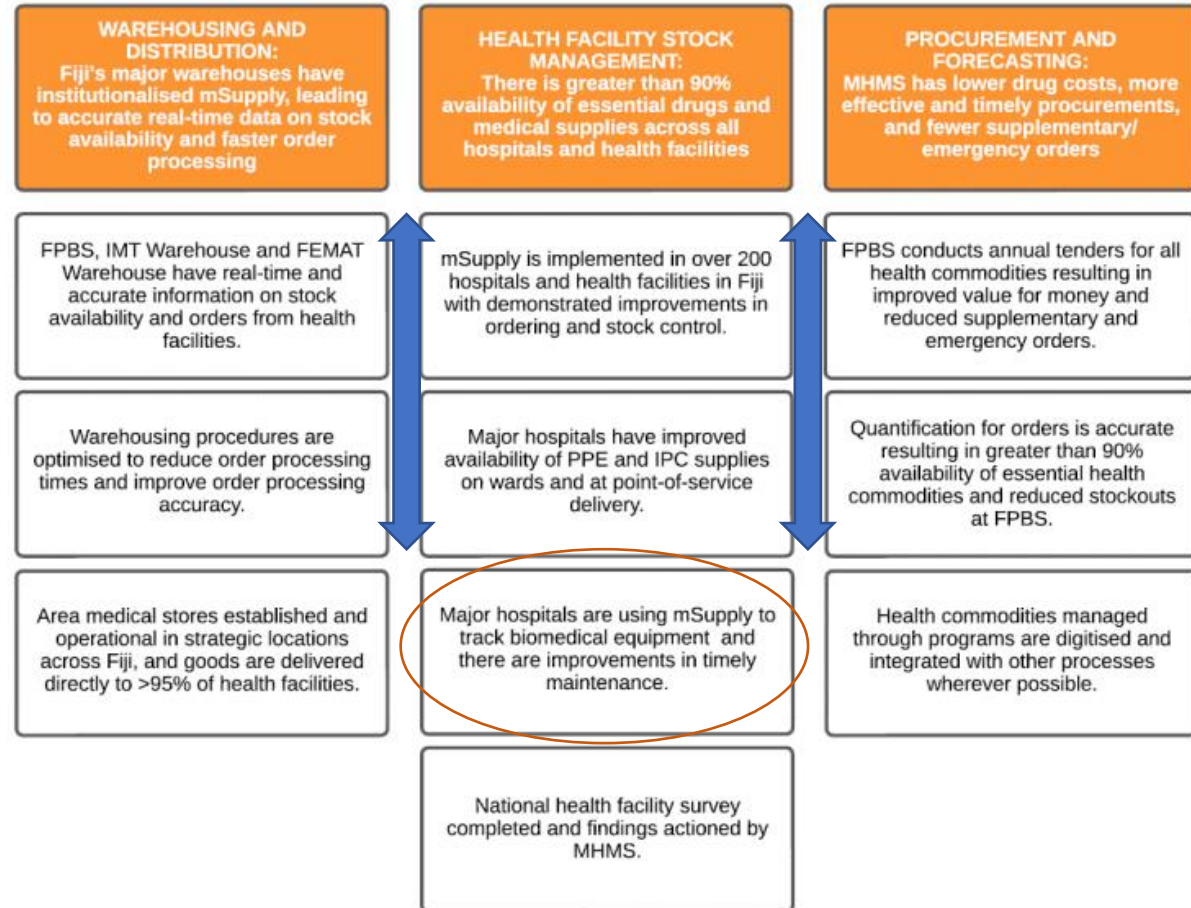 WAREHOUSING AND
DISTRIBUTION:
Fiji's major warehouses have
institutionalised mSupply, leading
to accurate real-time data on stock
availability and faster order
processing
FPBS, IMT Warehouse and FEMAT
Warehouse have real-time and
accurate information on stock
availability and orders from health
facilities.
Warehousing procedures are
optimised to reduce order processing
times and improve order processing
accuracy.
Area medical stores established and
operational in strategic locations
across Fiji, and goods are delivered
directly to >95% of health facilities.
HEALTH FACILITY STOCK
MANAGEMENT:
There is greater than 90%
availability of essential drugs and
medical supplies across all
hospitals and health facilities
mSupply is implemented in over 200
hospitals and health facilities in Fiji
with demonstrated improvements in
ordering and stock control.
Major hospitals have improved
availability of PPE and IPC supplies
on wards and at point-of-service
delivery.
Major hospitals are using mSupply to
track biomedical equipment and
there are improvements in timely
maintenance.
National health facility survey
completed and findings actioned by
MHMS.
PROCUREMENT AND
FORECASTING:
MHMS has lower drug costs, more
effective and timely procurements,
and fewer supplementary/
emergency orders
FPBS conducts annual tenders for all
health commodities resulting in
improved value for money and
reduced supplementary and
emergency orders.
Quantification for orders is accurate
resulting in greater than 90%
availability of essential health
commodities and reduced stockouts
at FPBS.
Health commodities managed
through programs are digitised and
integrated with other processes
wherever possible.